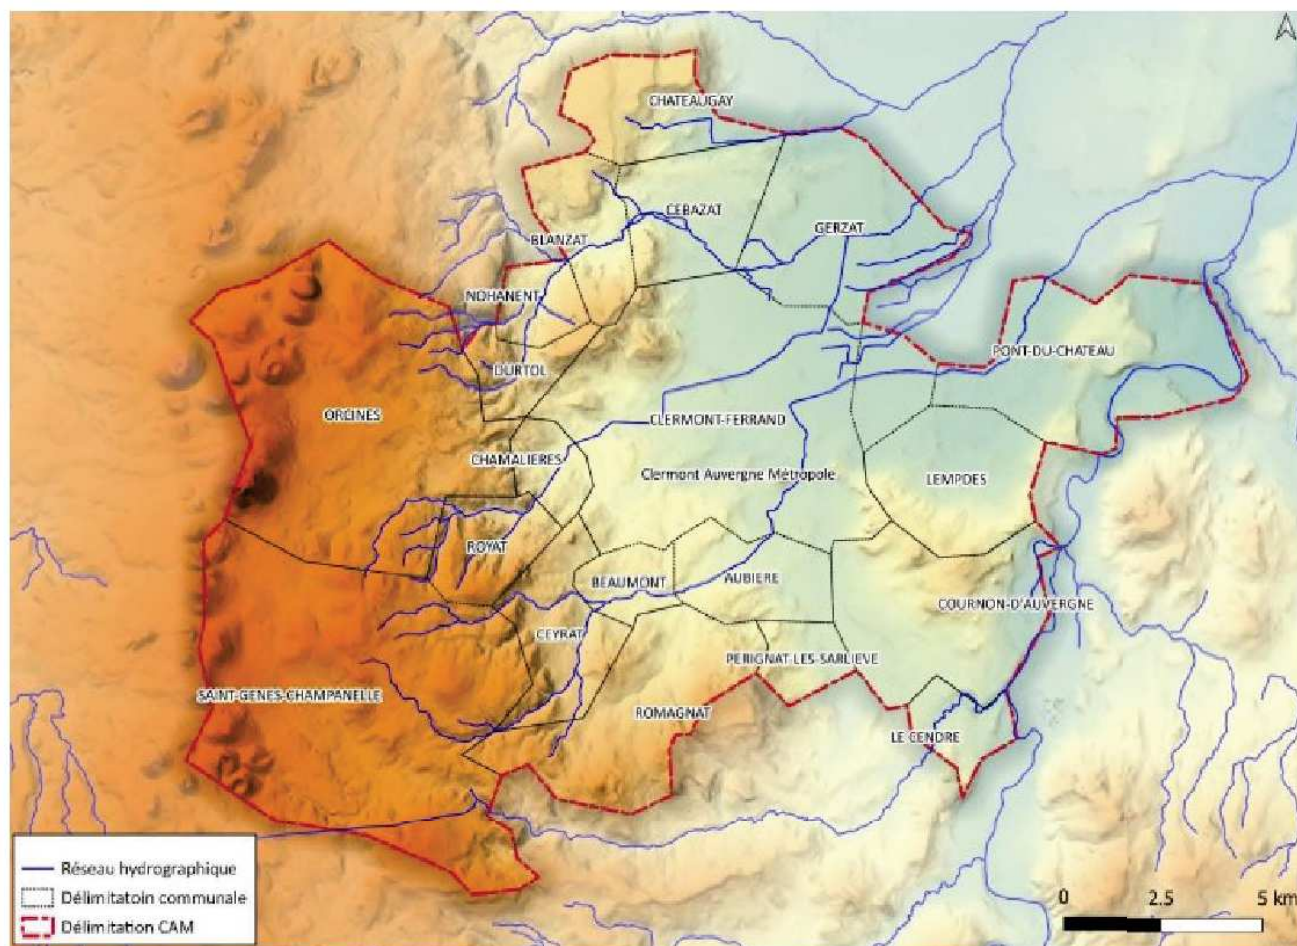 CHATEAUGAY
CEBAZAT
GERZAT
BLANZAT
NOHANENT
DURTOL
PONT-DU-CHATEAU
ORCINES
CLERMONT-FERRAND
CHAMALIERES
Clermont Auvergne Métropole
LEMPDES
ROYAT
BEAUMONT
AUBIERE
COURNON-D'AUVERGNE
CEYRAT
PERIGNAT-LES-SARLIEVE
SAINT-GENES-CHAMPANELLE
ROMAGNAT
LE CENDRE
Réseau hydrographique
Délimitatoin communale
Délimitation CAM
0 2.5 5 km